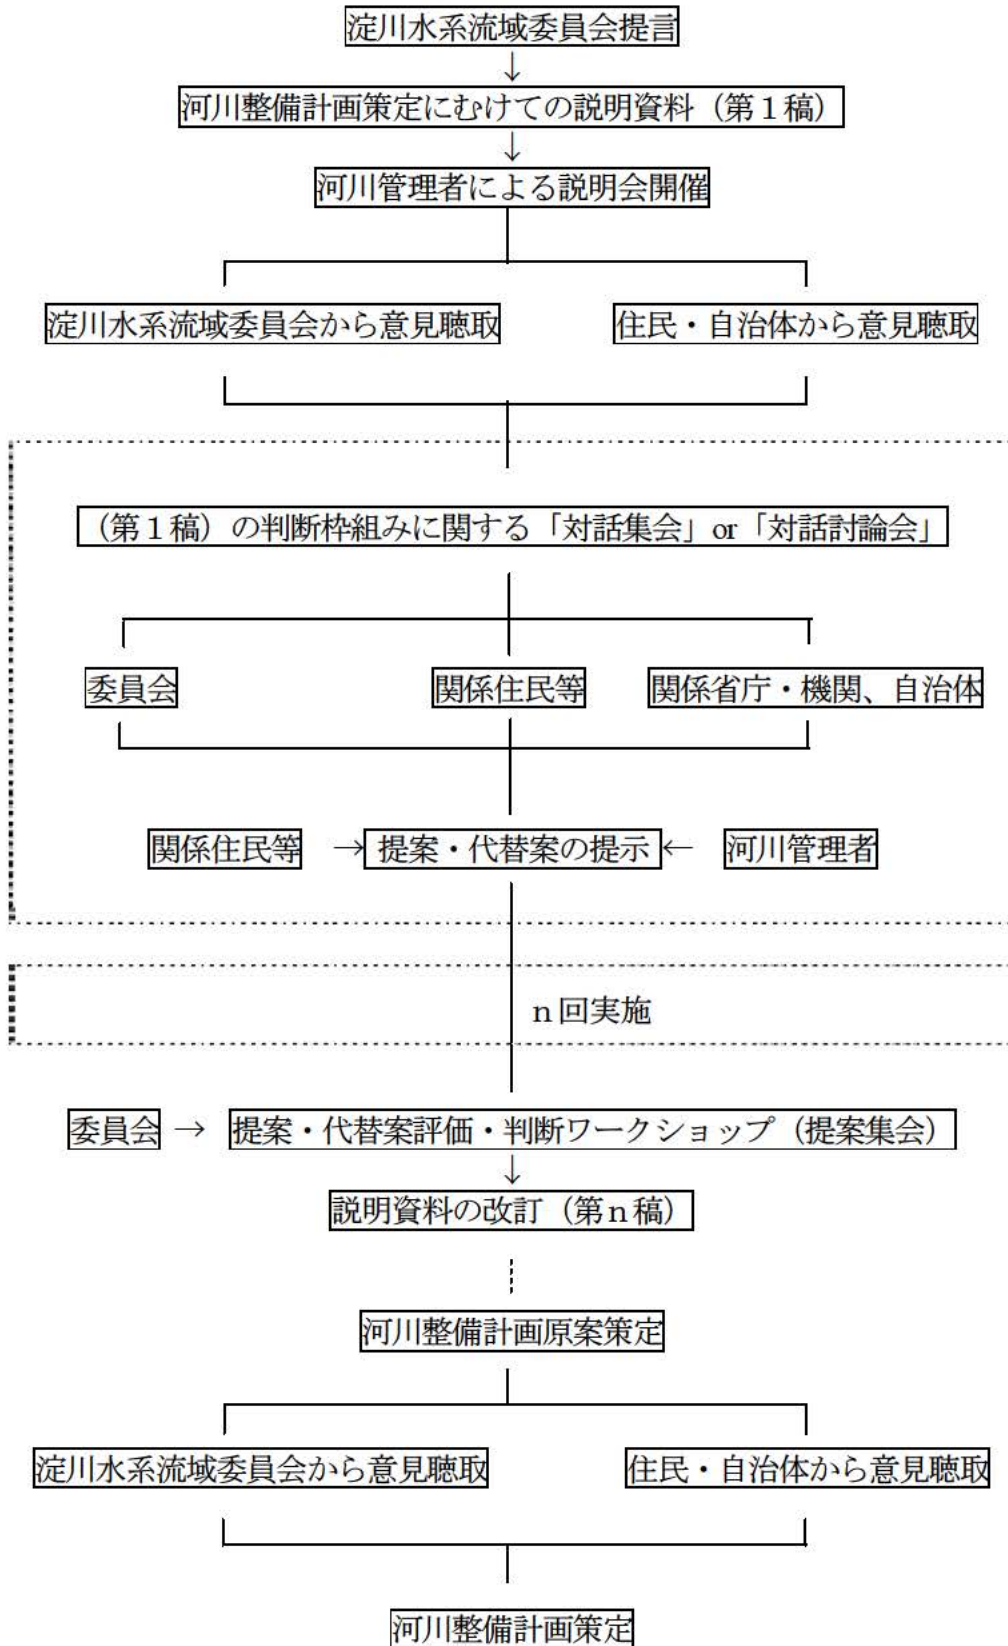 淀川水系流域委員会提言
↓
河川整備計画策定にむけての説明資料（第１稿）
↓
河川管理者による説明会開催
淀川水系流域委員会から意見聴取
住民・自治体から意見聴取
（第１稿）の判断枠組みに関する「対話集会」or「対話討論会」
委員会
関係住民等
関係省庁・機関、自治体
関係住民等 → 提案・代替案の提示 ← 河川管理者
ｎ回実施
委員会 → 提案・代替案評価・判断ワークショップ（提案集会）
↓
説明資料の改訂（第ｎ稿）
河川整備計画原案策定
淀川水系流域委員会から意見聴取
住民・自治体から意見聴取
河川整備計画策定